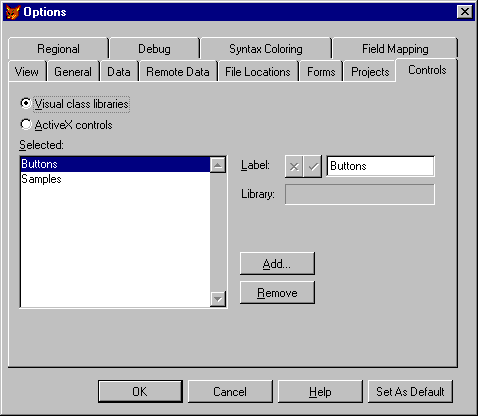 Options
Regional Debug Syntax Coloring Field Mapping
View General Data Remote Data File Locations Forms Projects Controls
Visual class libraries
ActiveX controls
Selected:
Buttons
Samples
Label: Buttons
Library:
Add...
Remove
OK Cancel Help Set As Default